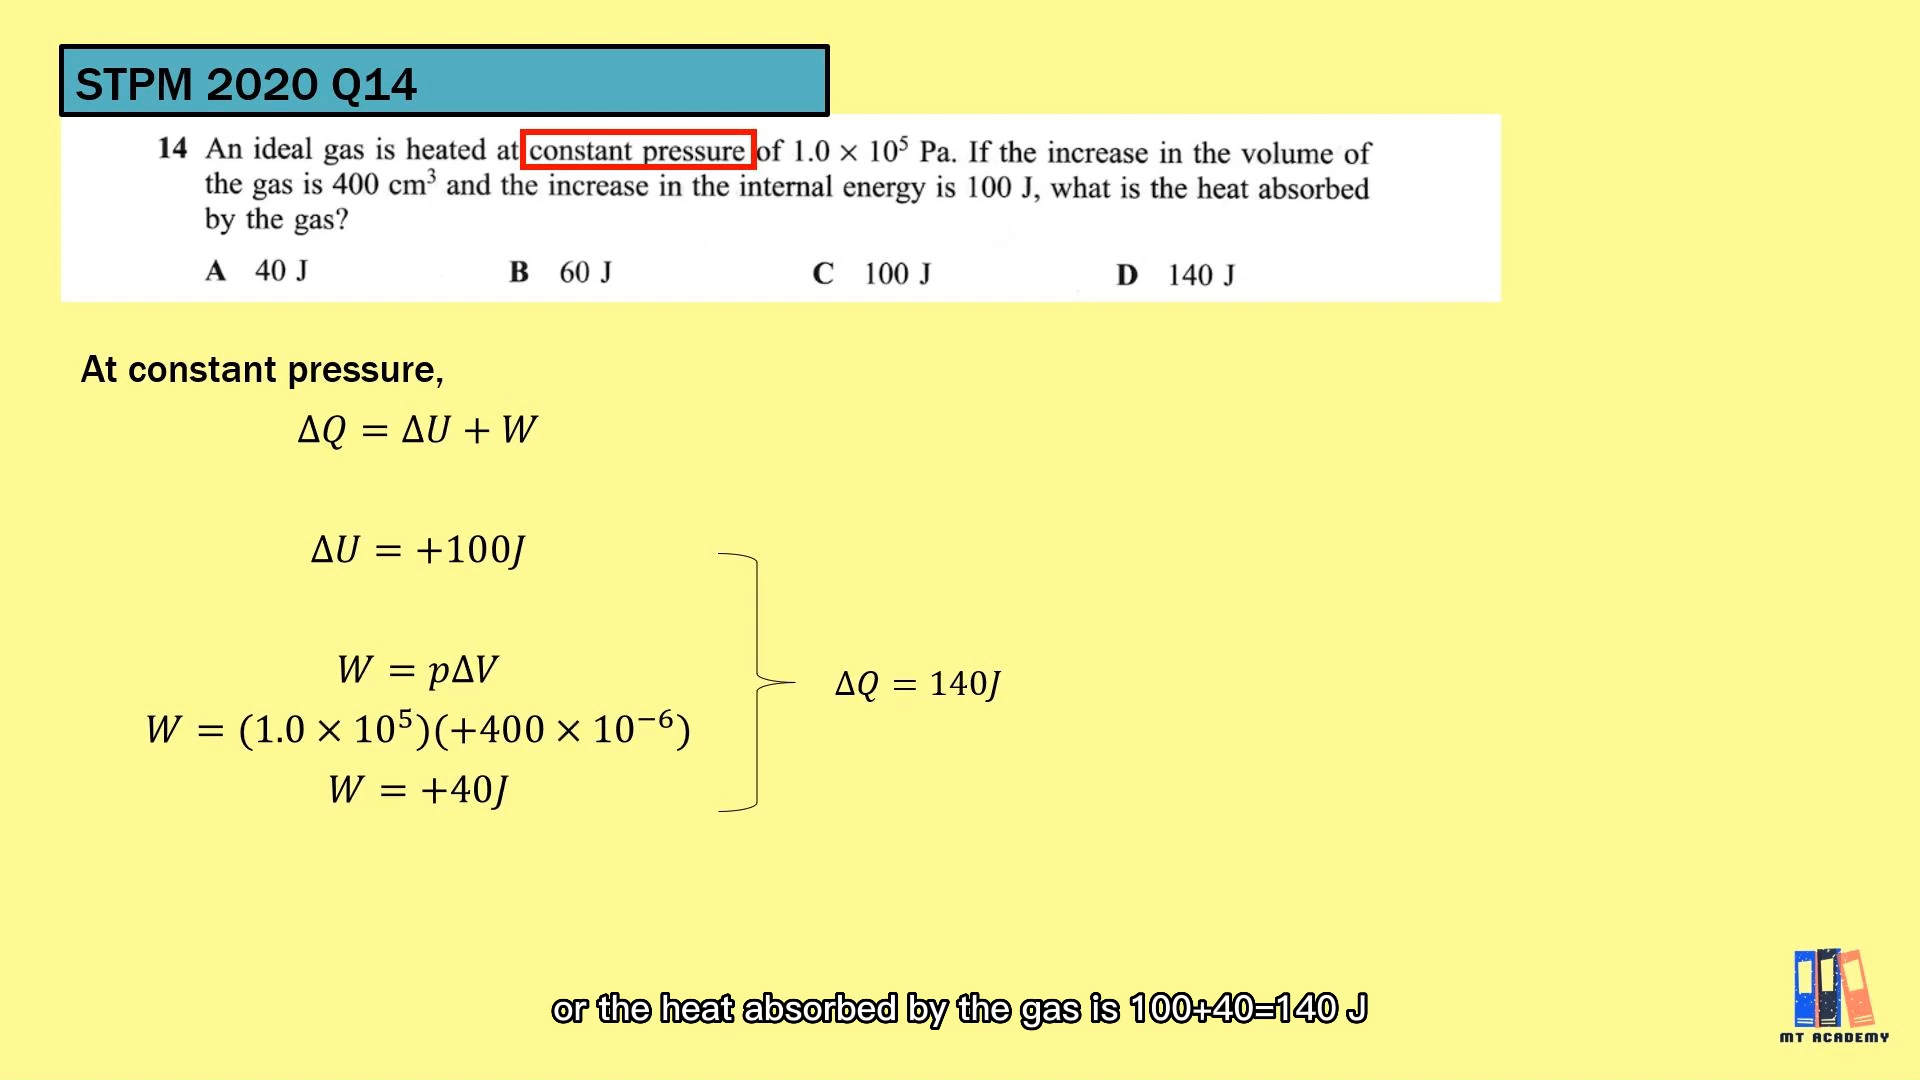 STPM 2020 Q14
14 An ideal gas is heated at constant pressure of 1.0 × 10⁵ Pa. If the increase in the volume of
the gas is 400 cm³ and the increase in the internal energy is 100 J, what is the heat absorbed
by the gas?
A 40 J B 60 J C 100 J D 140 J
At constant pressure,
ΔQ = ΔU + W
ΔU = +100J
W = pΔV
W = (1.0 × 10⁵)(+400 × 10⁻⁶)
W = +40J
ΔQ = 140J
or the heat absorbed by the gas is 100+40=140 J
MT ACADEMY